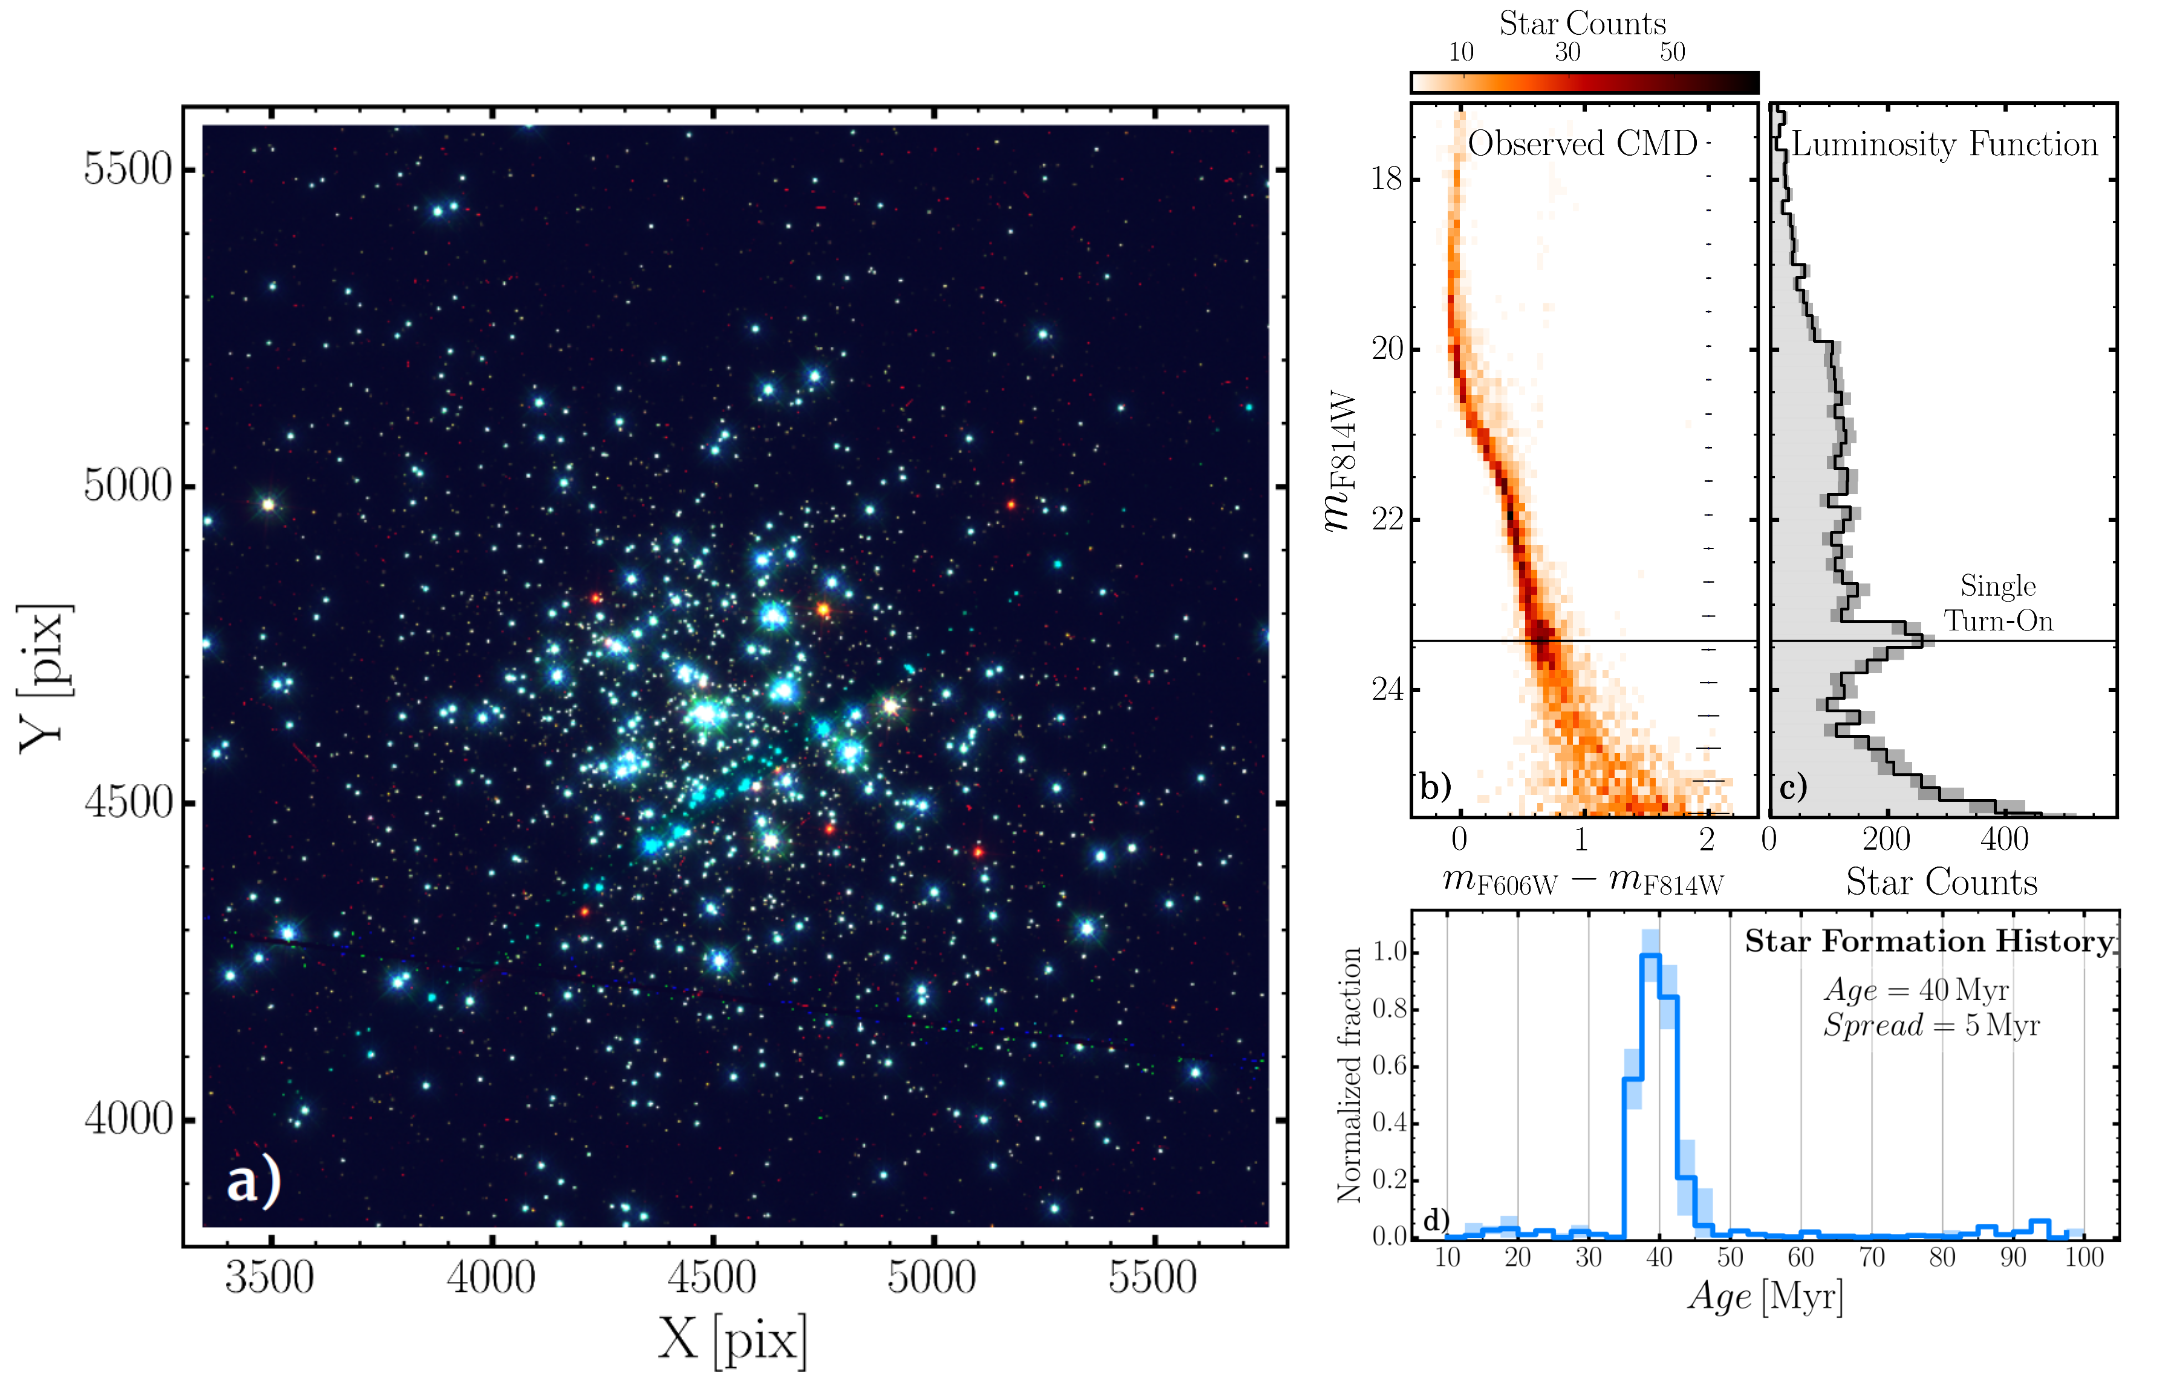 5500
5000
4500
4000
Y [pix]
a)
3500 4000 4500 5000 5500
X [pix]
Star Counts
10 30 50
Observed CMD
18
20
22
24
m_F814W
b)
0 1 2
m_F606W − m_F814W
Luminosity Function
Single
Turn-On
c)
0 200 400
Star Counts
Star Formation History
Age = 40 Myr
Spread = 5 Myr
1.0
0.8
0.6
0.4
0.2
0.0
Normalized fraction
d)
10 20 30 40 50 60 70 80 90 100
Age [Myr]